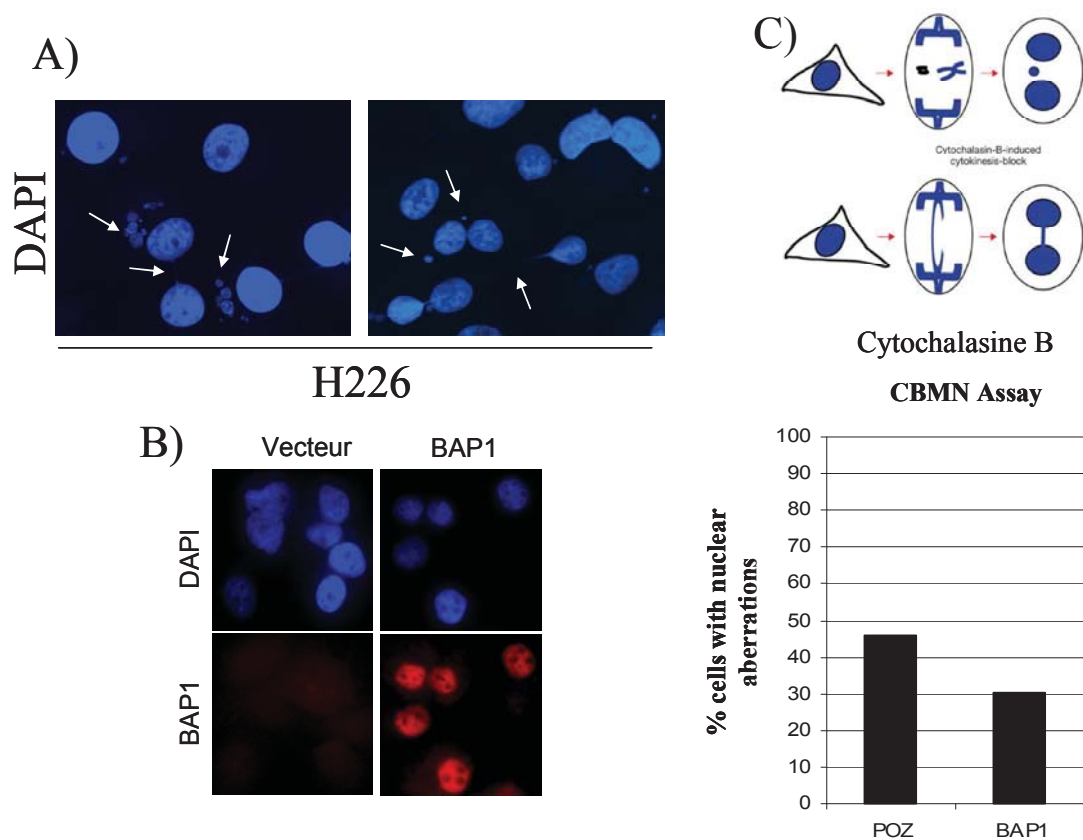 A)
DAPI
H226
B)
Vecteur
BAP1
DAPI
BAP1
C)
Cytochalasin-B-induced
cytokinesis-block
Cytochalasine B
CBMN Assay
% cells with nuclear
aberrations
100
90
80
70
60
50
40
30
20
10
0
POZ
BAP1